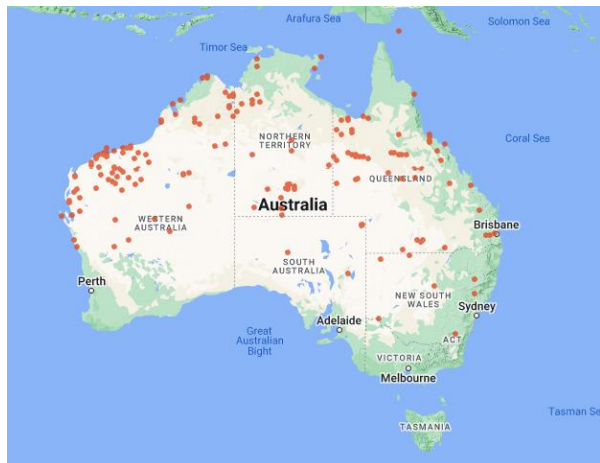 Arafura Sea
Solomon Sea
Timor Sea
Coral Sea
NORTHERN
TERRITORY
QUEENSLAND
Australia
WESTERN
AUSTRALIA
Brisbane
SOUTH
AUSTRALIA
Perth
NEW SOUTH
WALES
Sydney
Adelaide
Great
Australian
Bight
ACT
VICTORIA
Melbourne
Tasman Se
TASMANIA